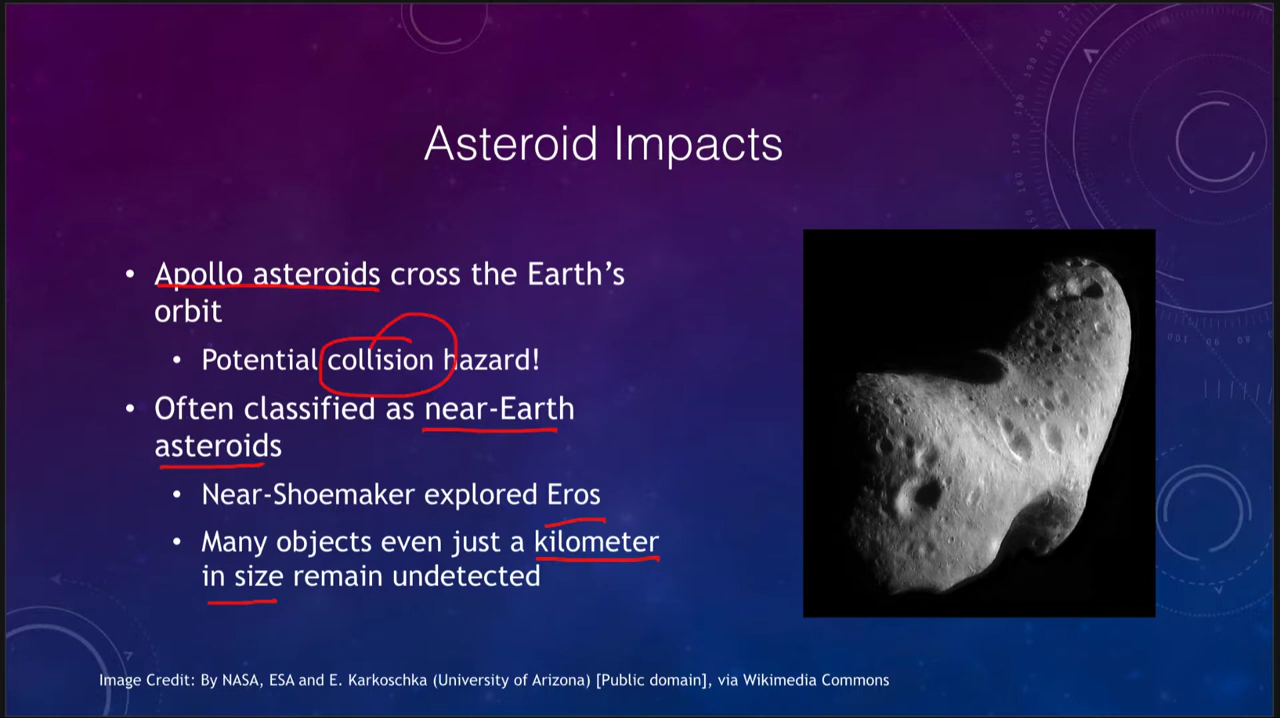 Asteroid Impacts
• Apollo asteroids cross the Earth's
orbit
• Potential collision hazard!
• Often classified as near-Earth
asteroids
• Near-Shoemaker explored Eros
• Many objects even just a kilometer
in size remain undetected
Image Credit: By NASA, ESA and E. Karkoschka (University of Arizona) [Public domain], via Wikimedia Commons